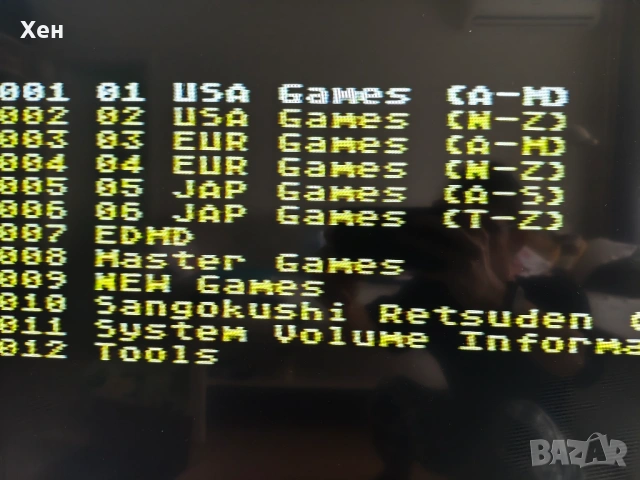 Хен
001 01 USA Games (A-M)
002 02 USA Games (N-Z)
003 03 EUR Games (A-M)
004 04 EUR Games (N-Z)
005 05 JAP Games (A-S)
006 06 JAP Games (T-Z)
007 EDMD
008 Master Games
009 NEW Games
010 Sangokushi Retsuden
011 System Volume Informa
012 Tools
BAZAR